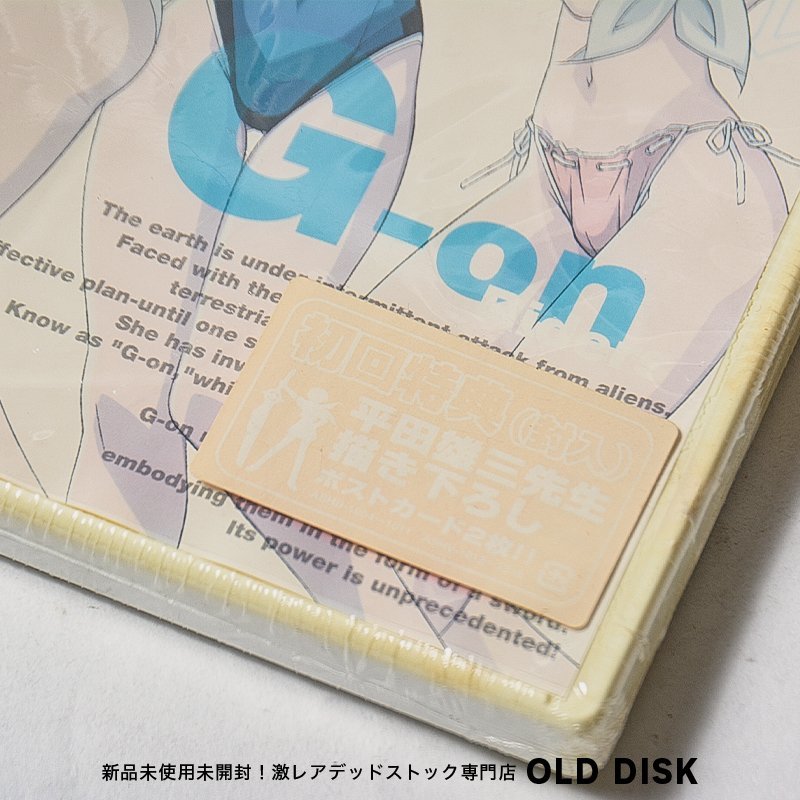 G-on
Rider
The earth is under intermittent attack from aliens,
Faced with the
terrestria
ffective plan-until one s
She has inv
Know as "G-on,"whi
G-on
embodying them in the form of a sword.
Its power is unprecedented!
初回特典(封入)
平田雄三先生
描き下ろし
ポストカード2枚!!
新品未使用未開封！激レアデッドストック専門店 OLD DISK